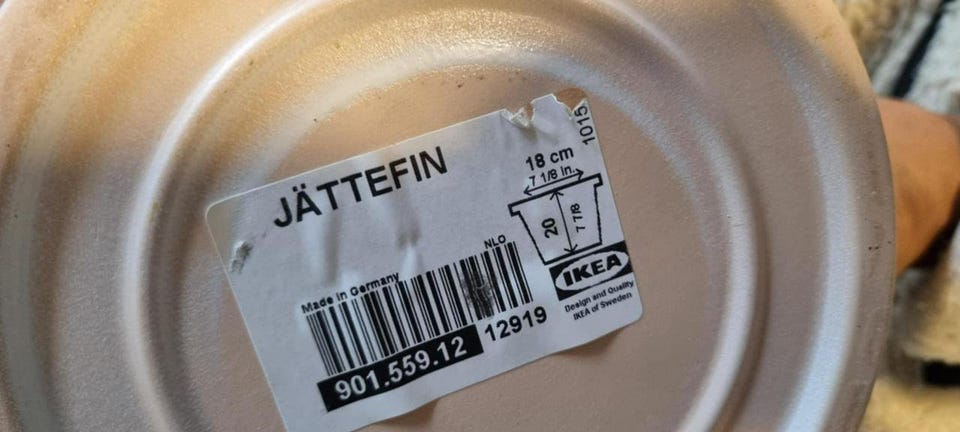 JÄTTEFIN
1015
18 cm
7 1/8 in.
20
7 7/8
NLO
Made in Germany
901.559.12
12919
IKEA
Design and Quality
IKEA of Sweden